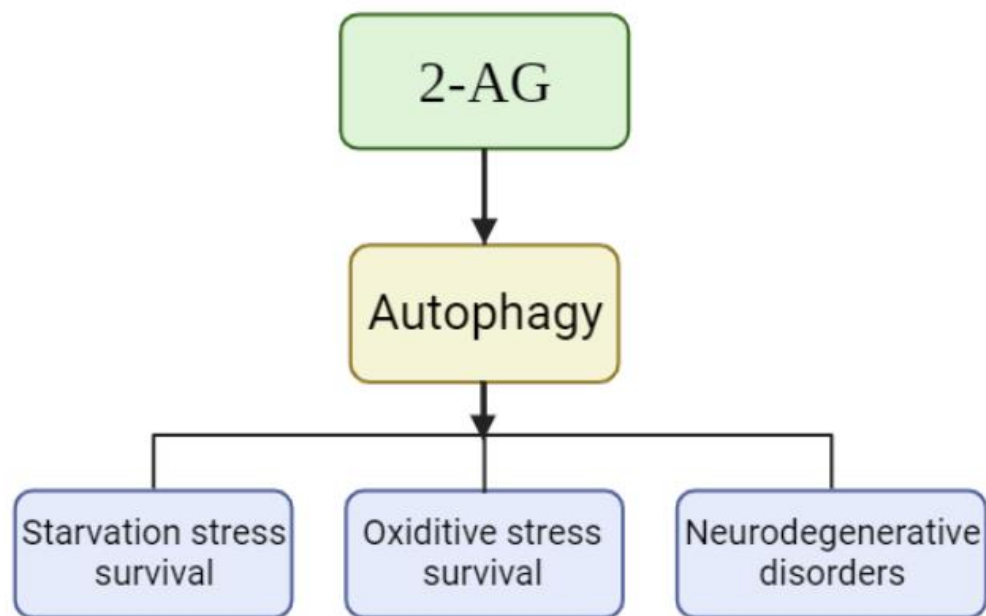 2-AG
Autophagy
Starvation stress
survival
Oxiditive stress
survival
Neurodegenerative
disorders